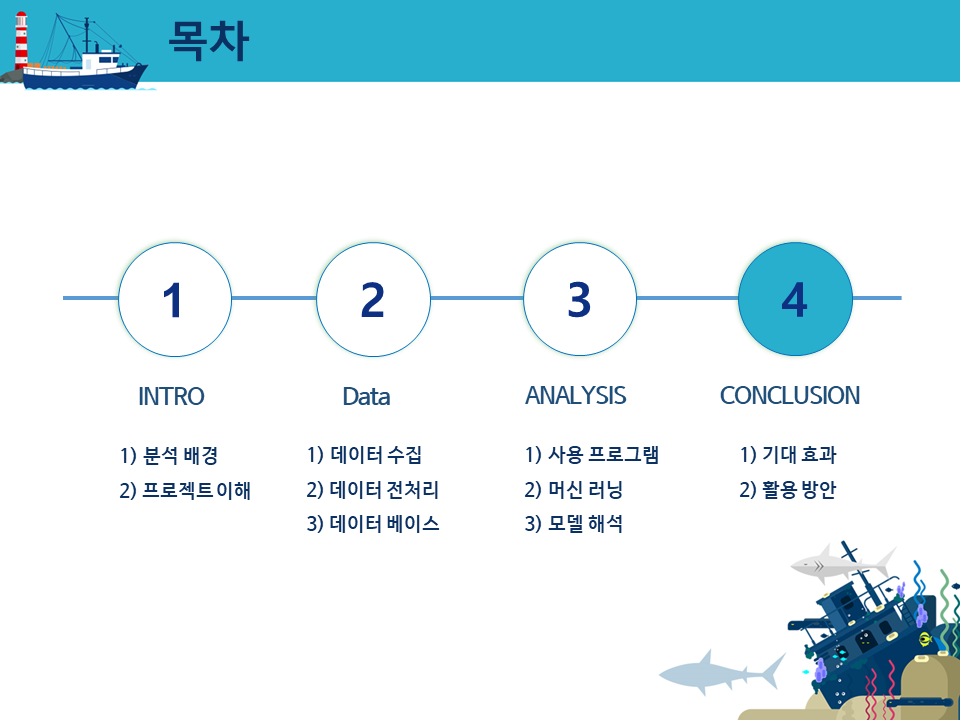 목차
1
2
3
4
INTRO
Data
ANALYSIS
CONCLUSION
1) 분석 배경
2) 프로젝트 이해
1) 데이터 수집
2) 데이터 전처리
3) 데이터 베이스
1) 사용 프로그램
2) 머신 러닝
3) 모델 해석
1) 기대 효과
2) 활용 방안